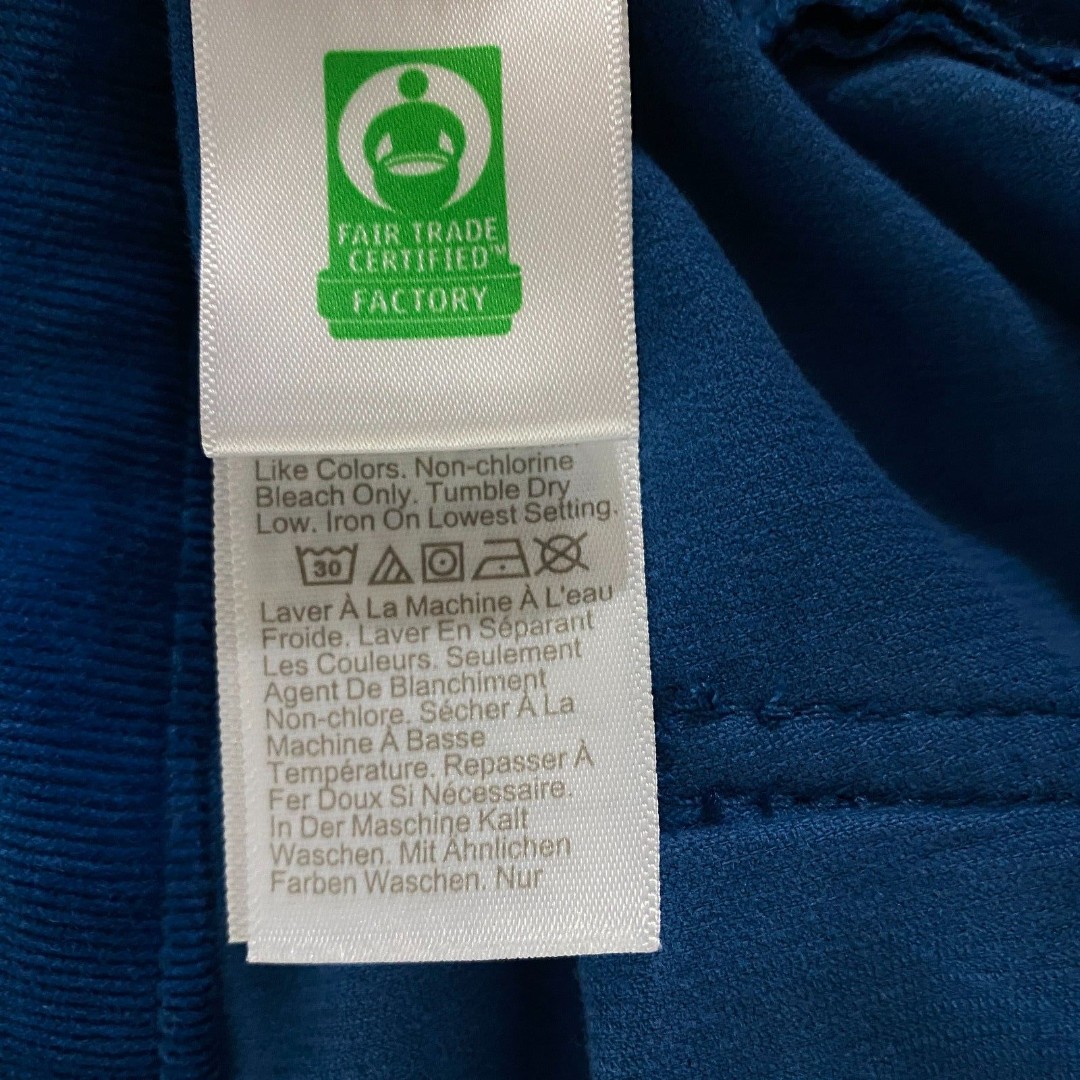 FAIR TRADE
CERTIFIED™
FACTORY
Like Colors. Non-chlorine
Bleach Only. Tumble Dry
Low. Iron On Lowest Setting.
30
Laver À La Machine À L'eau
Froide. Laver En Séparant
Les Couleurs. Seulement
Agent De Blanchiment
Non-chlore. Sécher À La
Machine À Basse
Température. Repasser À
Fer Doux Si Nécessaire.
In Der Maschine Kalt
Waschen. Mit Ähnlichen
Farben Waschen. Nur